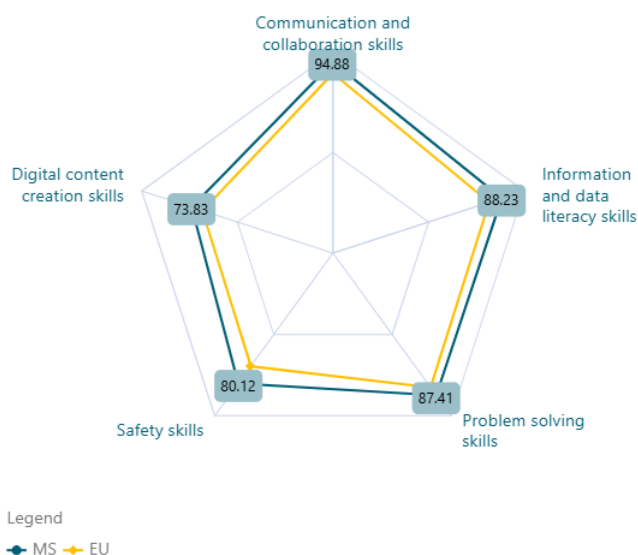 Communication and
collaboration skills
94.88
Digital content
creation skills
73.83
Information
and data
literacy skills
88.23
80.12
Safety skills
87.41
Problem solving
skills
Legend
MS EU